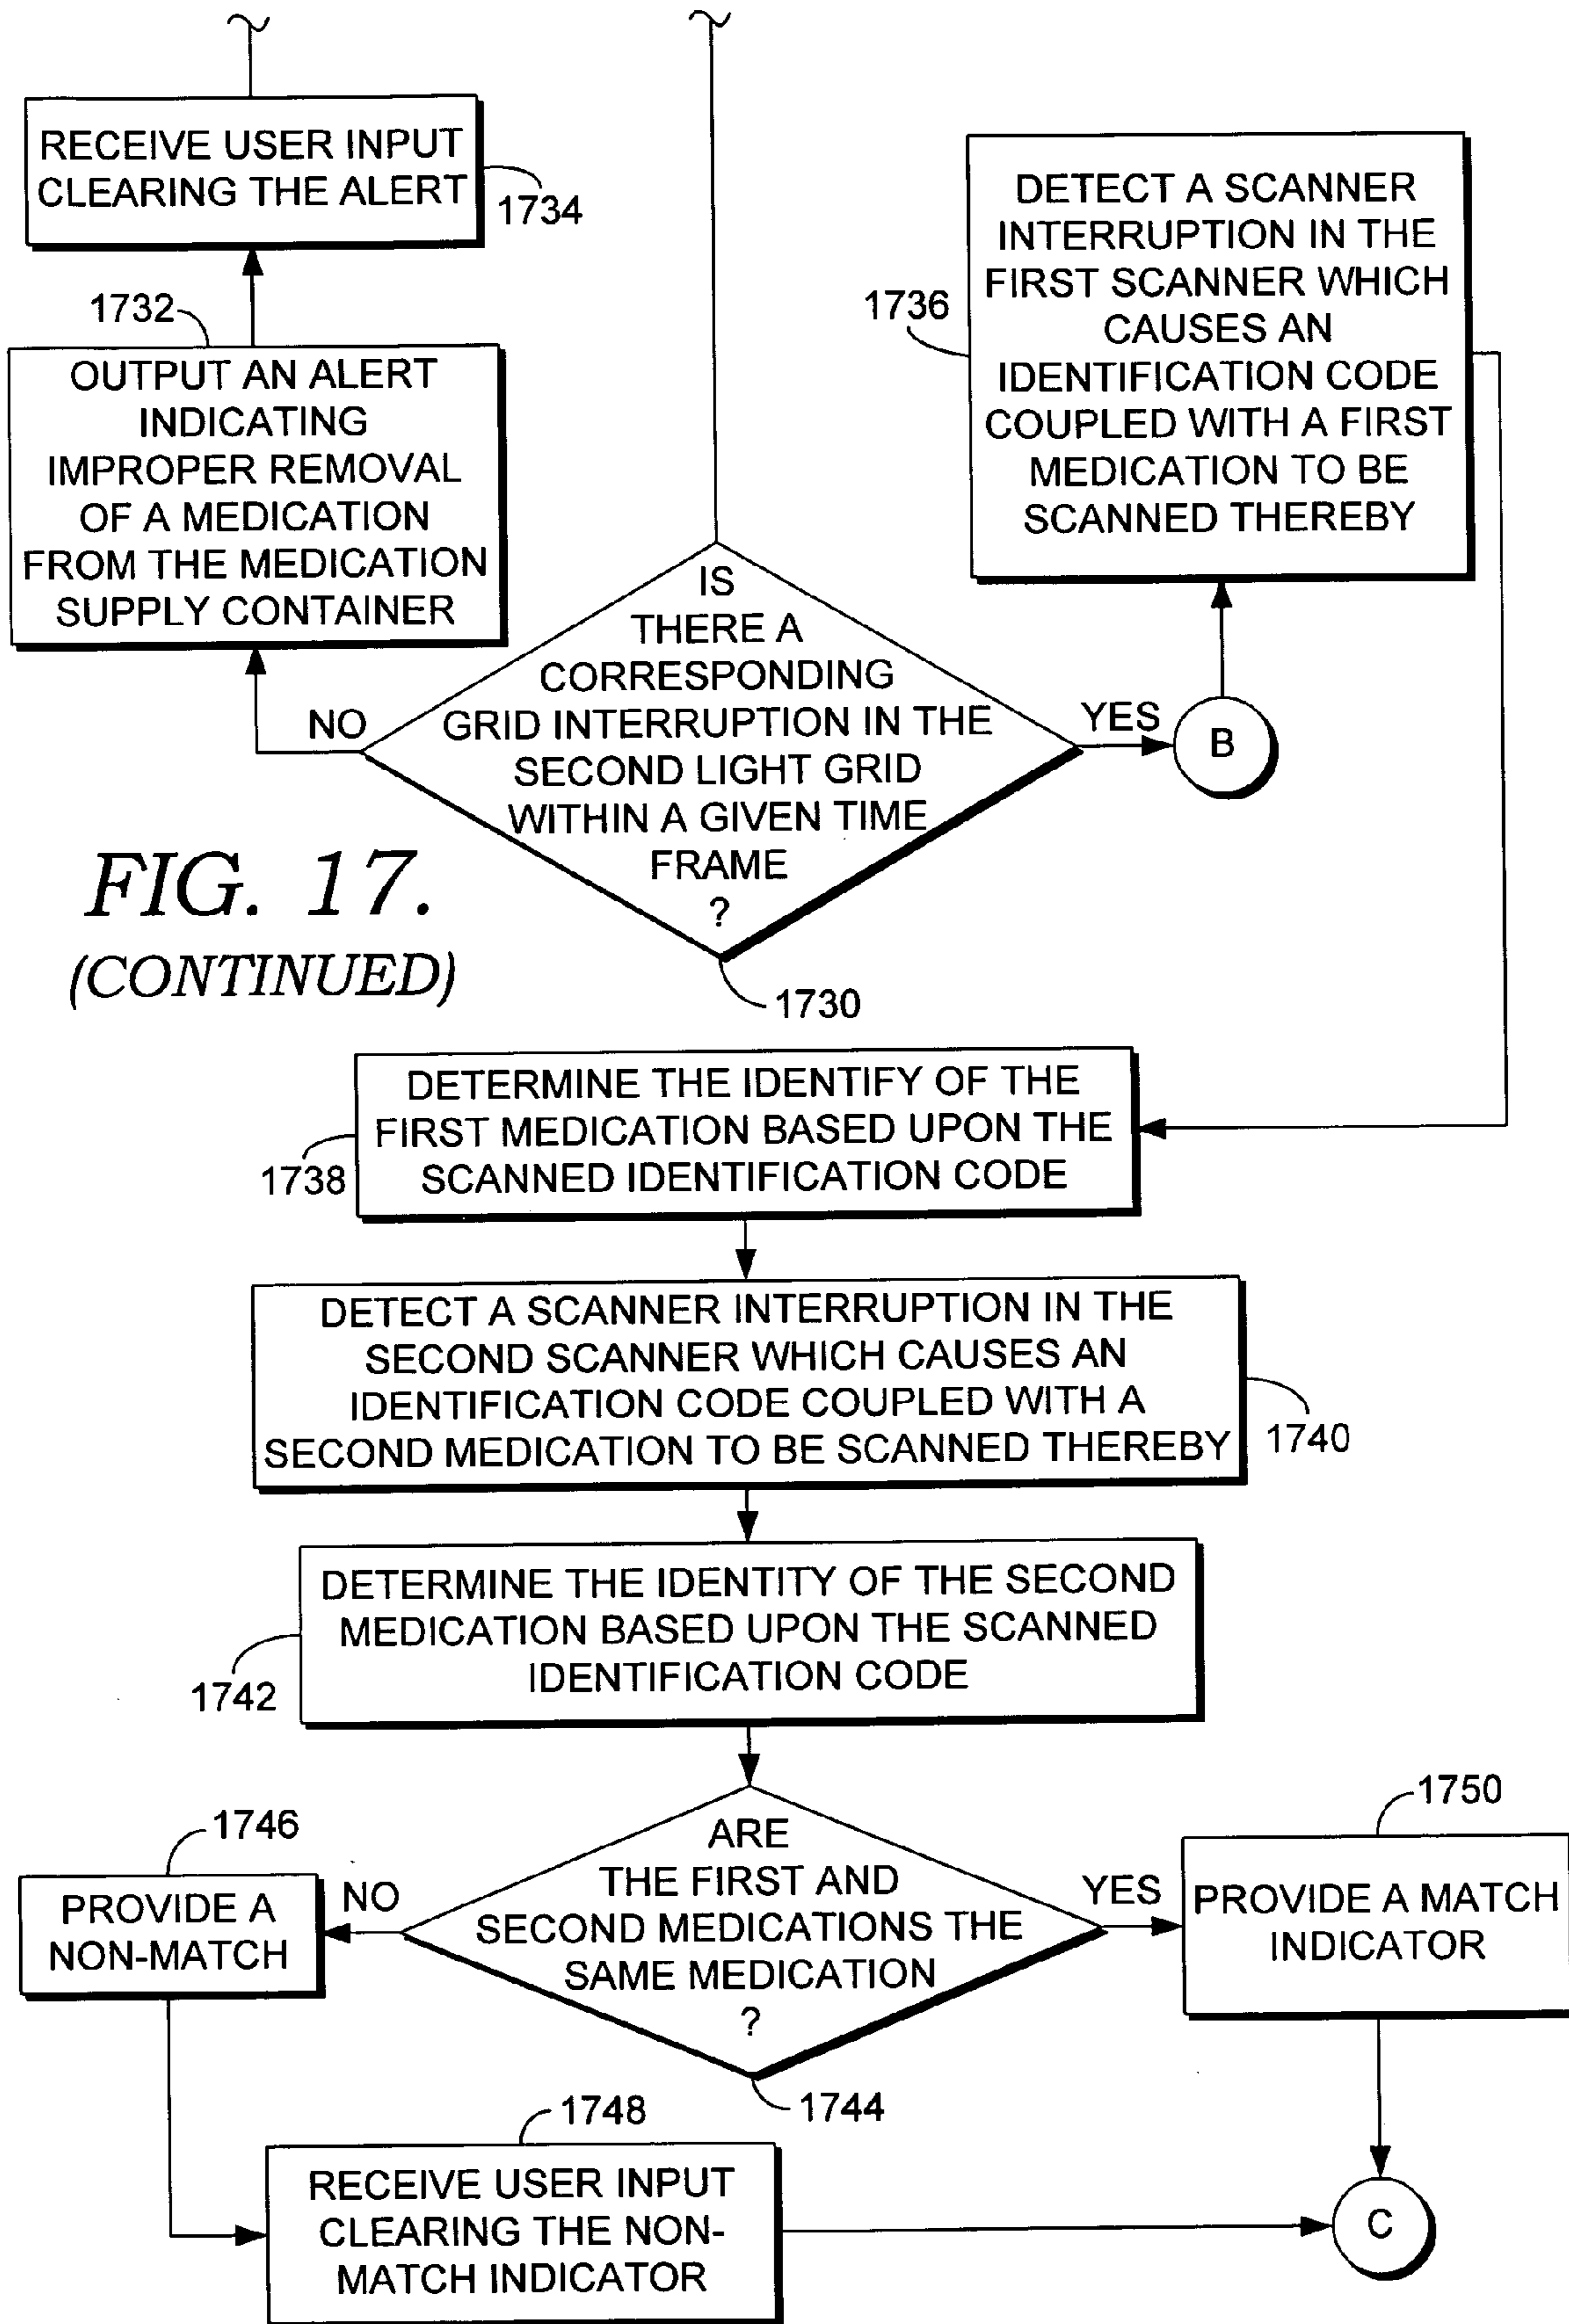 RECEIVE USER INPUT
CLEARING THE ALERT
1734
1732
OUTPUT AN ALERT
INDICATING
IMPROPER REMOVAL
OF A MEDICATION
FROM THE MEDICATION
SUPPLY CONTAINER
1736
DETECT A SCANNER
INTERRUPTION IN THE
FIRST SCANNER WHICH
CAUSES AN
IDENTIFICATION CODE
COUPLED WITH A FIRST
MEDICATION TO BE
SCANNED THEREBY
IS
THERE A
CORRESPONDING
GRID INTERRUPTION IN THE
SECOND LIGHT GRID
WITHIN A GIVEN TIME
FRAME
?
NO
YES
B
1730
FIG. 17.
(CONTINUED)
DETERMINE THE IDENTIFY OF THE
FIRST MEDICATION BASED UPON THE
SCANNED IDENTIFICATION CODE
1738
DETECT A SCANNER INTERRUPTION IN THE
SECOND SCANNER WHICH CAUSES AN
IDENTIFICATION CODE COUPLED WITH A
SECOND MEDICATION TO BE SCANNED THEREBY
1740
DETERMINE THE IDENTITY OF THE SECOND
MEDICATION BASED UPON THE SCANNED
IDENTIFICATION CODE
1742
ARE
THE FIRST AND
SECOND MEDICATIONS THE
SAME MEDICATION
?
1744
NO
YES
1746
PROVIDE A
NON-MATCH
1750
PROVIDE A MATCH
INDICATOR
1748
RECEIVE USER INPUT
CLEARING THE NON-
MATCH INDICATOR
C